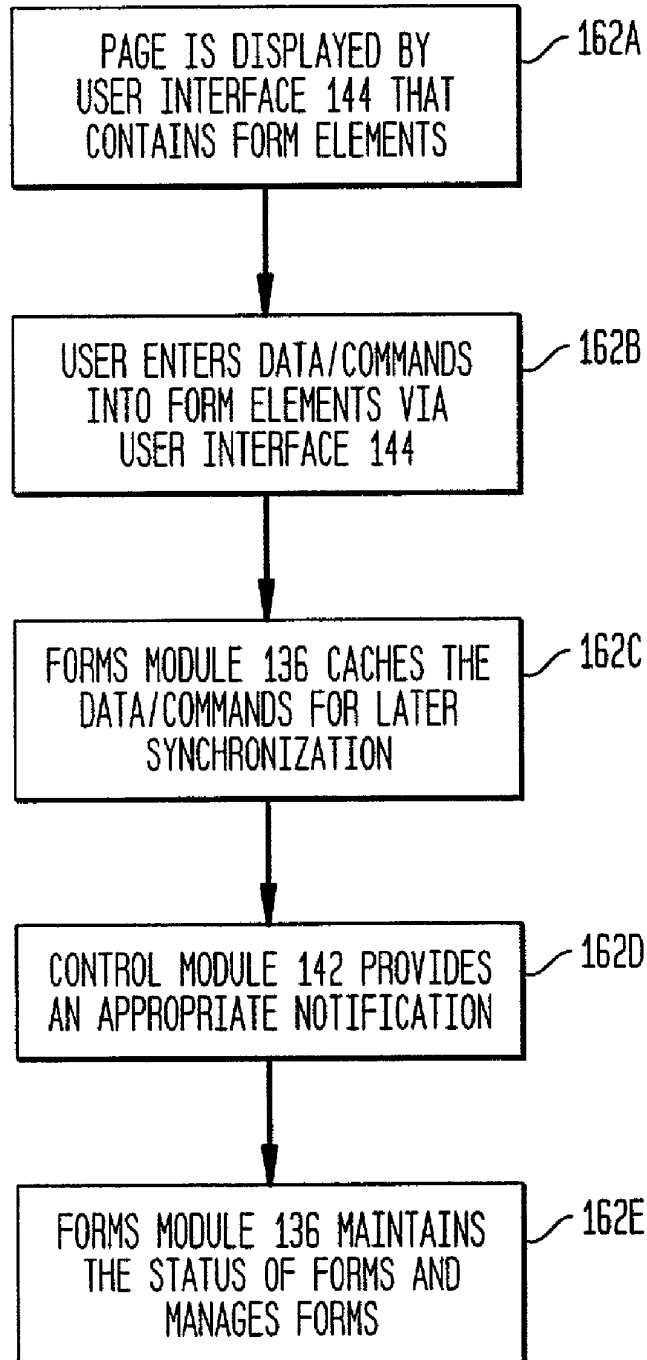 PAGE IS DISPLAYED BY
USER INTERFACE 144 THAT
CONTAINS FORM ELEMENTS
162A
USER ENTERS DATA/COMMANDS
INTO FORM ELEMENTS VIA
USER INTERFACE 144
162B
FORMS MODULE 136 CACHES THE
DATA/COMMANDS FOR LATER
SYNCHRONIZATION
162C
CONTROL MODULE 142 PROVIDES
AN APPROPRIATE NOTIFICATION
162D
FORMS MODULE 136 MAINTAINS
THE STATUS OF FORMS AND
MANAGES FORMS
162E